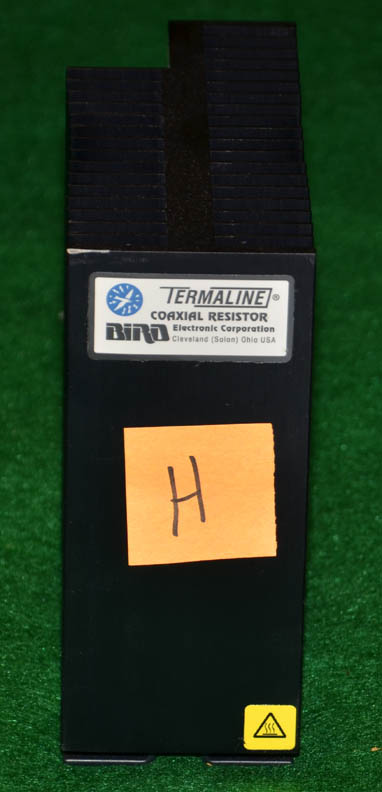 TERMALINE®
COAXIAL RESISTOR
BIRD Electronic Corporation
Cleveland (Solon) Ohio USA
H